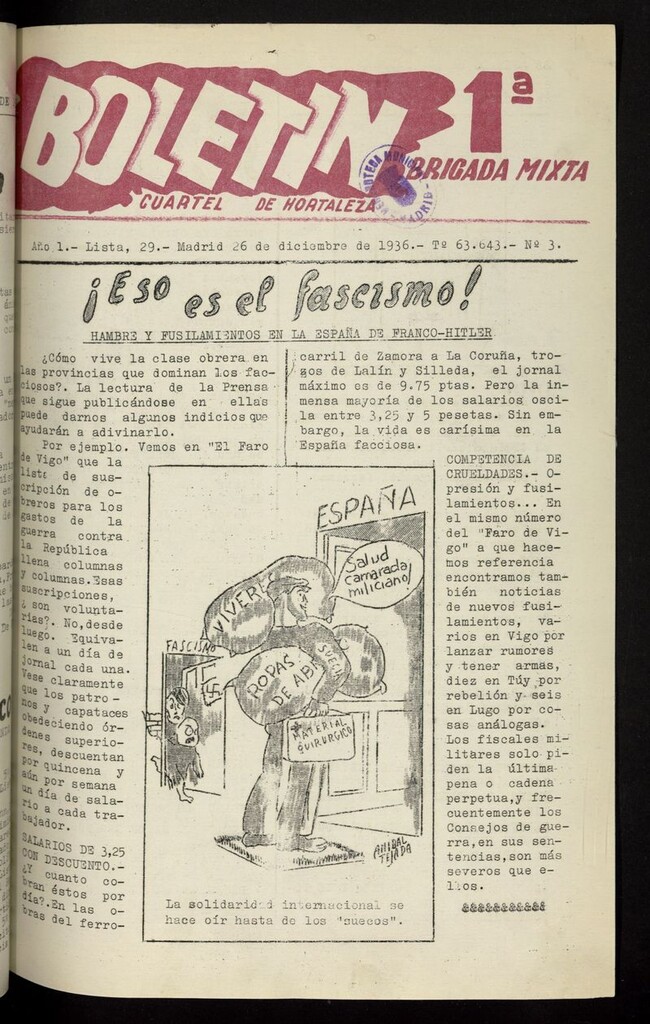 BOLETIN 1ª
BRIGADA MIXTA
CUARTEL DE HORTALEZA
Año 1.- Lista, 29.- Madrid 26 de diciembre de 1936.- Tº 63.643.- Nº 3.
¡Eso es el fascismo!
HAMBRE Y FUSILAMIENTOS EN LA ESPAÑA DE FRANCO-HITLER
¿Cómo vive la clase obrera en
las provincias que dominan los fac-
ciosos?. La lectura de la Prensa
que sigue publicándose en ellas
puede darnos algunos indicios que
ayudarán a adivinarlo.
Por ejemplo. Vemos en "El Faro
de Vigo" que la
lista de sus-
cripción de o-
breros para los
gastos de la
guerra contra
la República
llena columnas
y columnas.Esas
suscripciones,
¿ son volunta-
rias?. No,desde
luego. Equiva-
len a un día de
jornal cada una.
Vese claramente
que los patro-
nos y capataces
obedeciendo ór-
denes superio-
res, descuentan
por quincena y
aún por semana
un día de sala-
rio a cada tra-
bajador.
SALARIOS DE 3,25
CON DESCUENTO.-
¿Y cuanto co-
bran éstos por
día?.En las o-
bras del ferro-
carril de Zamora a La Coruña, tro-
zos de Lalín y Silleda, el jornal
máximo es de 9.75 ptas. Pero la in-
mensa mayoría de los salarios osci-
la entre 3,25 y 5 pesetas. Sin em-
bargo, la vida es carísima en la
España facciosa.
COMPETENCIA DE
CRUELDADES.- O-
presión y fusi-
lamientos... En
el mismo número
del "Faro de Vi-
go" a que hace-
mos referencia
encontramos tam-
bién noticias
de nuevos fusi-
lamientos, va-
rios en Vigo por
lanzar rumores
y tener armas,
diez en Túy por
rebelión y seis
en Lugo por co-
sas análogas.
Los fiscales mi-
litares solo pi-
den la última
pena o cadena
perpetua,y fre-
cuentemente los
Consejos de gue-
rra,en sus sen-
tencias,son más
severos que e-
llos.
&&&&&&&&&&&
ESPAÑA
Salud
camarada
miliciano!
VIVERES
FASCISMO
SUECIA
ROPAS
DE ABRI
MATERIAL
QUIRURGICO
ANIBAL
TEJADA
La solidaridad internacional se
hace oír hasta de los "suecos".